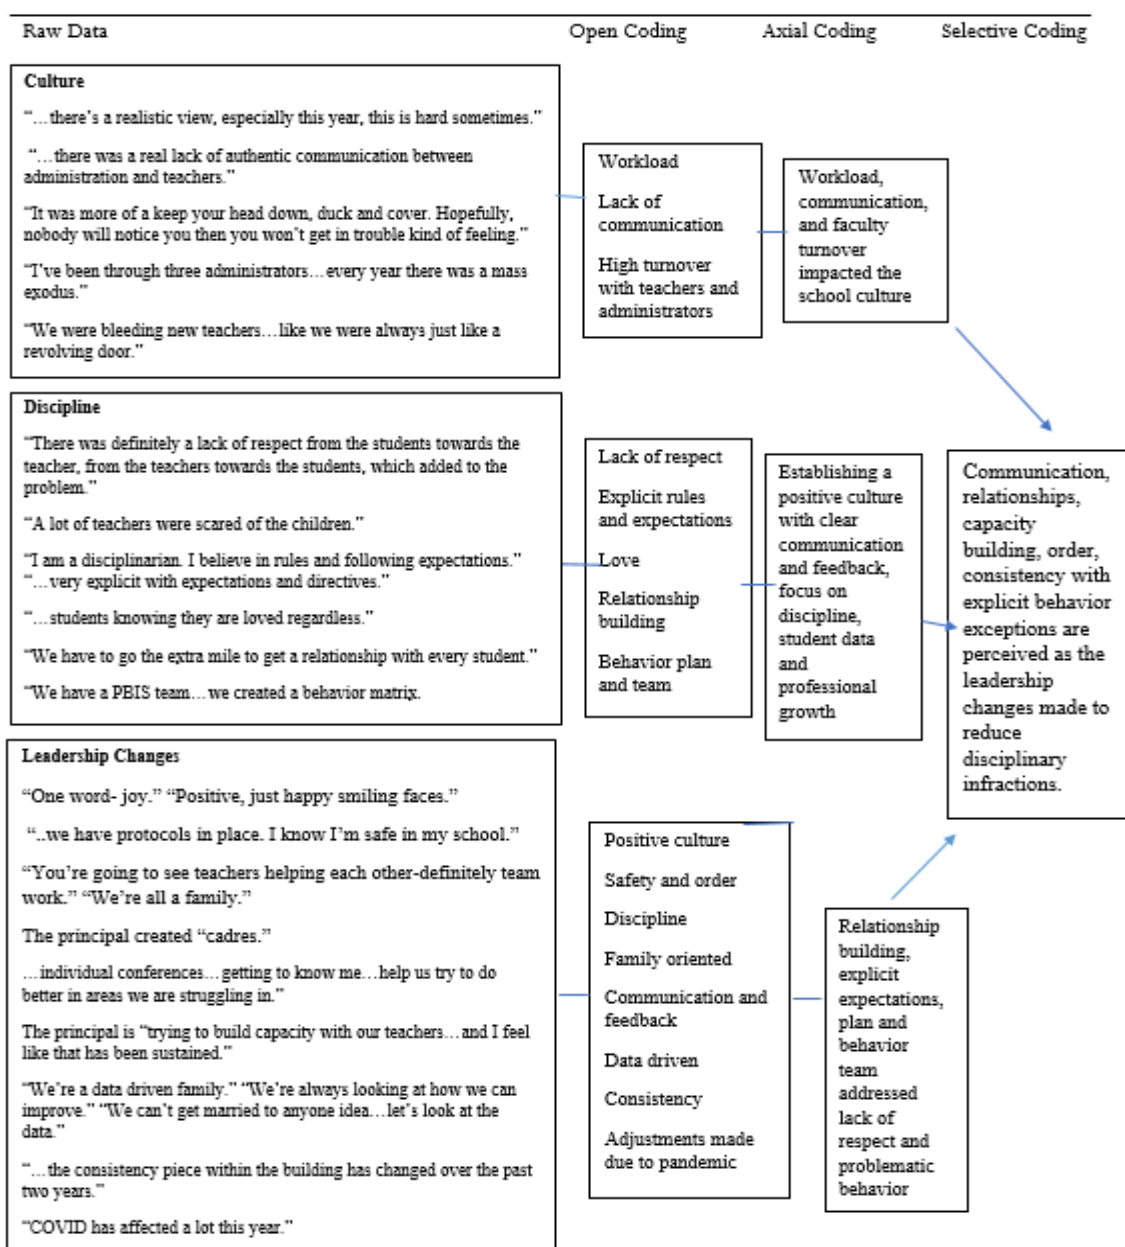 Raw Data
Open Coding
Axial Coding
Selective Coding
Culture
“…there’s a realistic view, especially this year, this is hard sometimes.”
“…there was a real lack of authentic communication between
administration and teachers.”
“It was more of a keep your head down, duck and cover. Hopefully,
nobody will notice you then you won’t get in trouble kind of feeling.”
“I’ve been through three administrators…every year there was a mass
exodus.”
“We were bleeding new teachers…like we were always just like a
revolving door.”
Workload
Lack of
communication
High turnover
with teachers and
administrators
Workload,
communication,
and faculty
turnover
impacted the
school culture
Discipline
“There was definitely a lack of respect from the students towards the
teacher, from the teachers towards the students, which added to the
problem.”
“A lot of teachers were scared of the children.”
“I am a disciplinarian. I believe in rules and following expectations.”
“…very explicit with expectations and directives.”
“…students knowing they are loved regardless.”
“We have to go the extra mile to get a relationship with every student.”
“We have a PBIS team…we created a behavior matrix.
Lack of respect
Explicit rules
and expectations
Love
Relationship
building
Behavior plan
and team
Establishing a
positive culture
with clear
communication
and feedback,
focus on
discipline,
student data
and
professional
growth
Communication,
relationships,
capacity
building, order,
consistency with
explicit behavior
exceptions are
perceived as the
leadership
changes made to
reduce
disciplinary
infractions.
Leadership Changes
“One word- joy.” “Positive, just happy smiling faces.”
“..we have protocols in place. I know I’m safe in my school.”
“You’re going to see teachers helping each other-definitely team
work.” “We’re all a family.”
The principal created “cadres.”
…individual conferences…getting to know me…help us try to do
better in areas we are struggling in.”
The principal is “trying to build capacity with our teachers…and I feel
like that has been sustained.”
“We’re a data driven family.” “We’re always looking at how we can
improve.” “We can’t get married to anyone idea…let’s look at the
data.”
“…the consistency piece within the building has changed over the past
two years.”
“COVID has affected a lot this year.”
Positive culture
Safety and order
Discipline
Family oriented
Communication and
feedback
Data driven
Consistency
Adjustments made
due to pandemic
Relationship
building,
explicit
expectations,
plan and
behavior
team
addressed
lack of
respect and
problematic
behavior